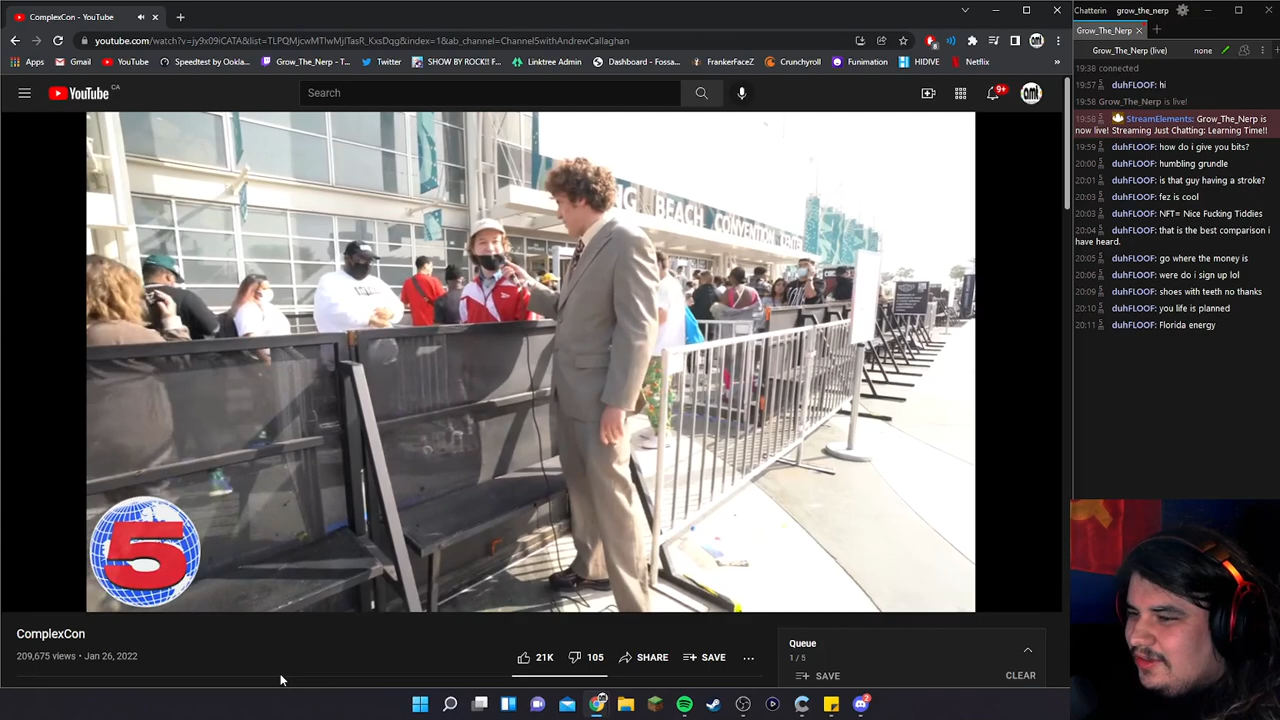 ComplexCon - YouTube
Chatterin
grow_the_nerp
youtube.com/watch?v=jy9x09iCATA&list=TLPQMjcwMTIwMjITasR_KxsDqg&index=1&ab_channel=Channel5withAndrewCallaghan
Grow_The_Nerp
Apps
Gmail
YouTube
Speedtest by Ookla...
Grow_The_Nerp - T...
Twitter
SHOW BY ROCK!! F...
Linktree Admin
Dashboard - Fossa...
FrankerFaceZ
Crunchyroll
Funimation
HIDIVE
Netflix
»
Grow_The_Nerp (live)
none
YouTube CA
Search
9+
19:38 connected
19:57 duhFLOOF: hi
19:58 Grow_The_Nerp is live!
19:58 StreamElements: Grow_The_Nerp is
now live! Streaming Just Chatting: Learning Time!!
19:59 duhFLOOF: how do i give you bits?
20:00 duhFLOOF: humbling grundle
20:01 duhFLOOF: is that guy having a stroke?
20:03 duhFLOOF: fez is cool
20:03 duhFLOOF: NFT= Nice Fucking Tiddies
20:04 duhFLOOF: that is the best comparison i
have heard.
20:05 duhFLOOF: go where the money is
20:06 duhFLOOF: were do i sign up lol
20:09 duhFLOOF: shoes with teeth no thanks
20:10 duhFLOOF: you life is planned
20:11 duhFLOOF: Florida energy
NG BEACH CONVENTION CENTE
5
ComplexCon
209,675 views • Jan 26, 2022
21K
105
SHARE
SAVE
Queue
1 / 5
SAVE
CLEAR
2